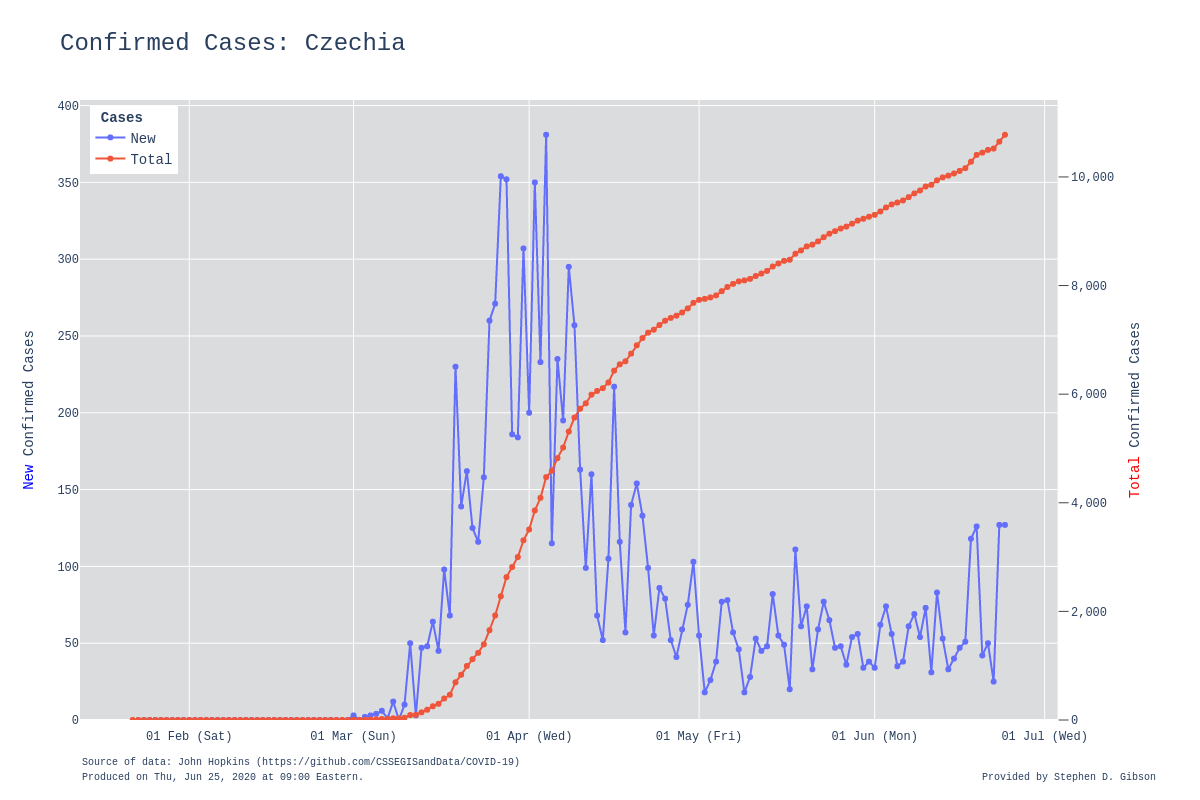 Confirmed Cases: Czechia
Cases
New
Total
400
350
300
250
200
150
100
50
0
10,000
8,000
6,000
4,000
2,000
0
New Confirmed Cases
Total Confirmed Cases
01 Feb (Sat)
01 Mar (Sun)
01 Apr (Wed)
01 May (Fri)
01 Jun (Mon)
01 Jul (Wed)
Source of data: John Hopkins (https://github.com/CSSEGISandData/COVID-19)
Produced on Thu, Jun 25, 2020 at 09:00 Eastern.
Provided by Stephen D. Gibson